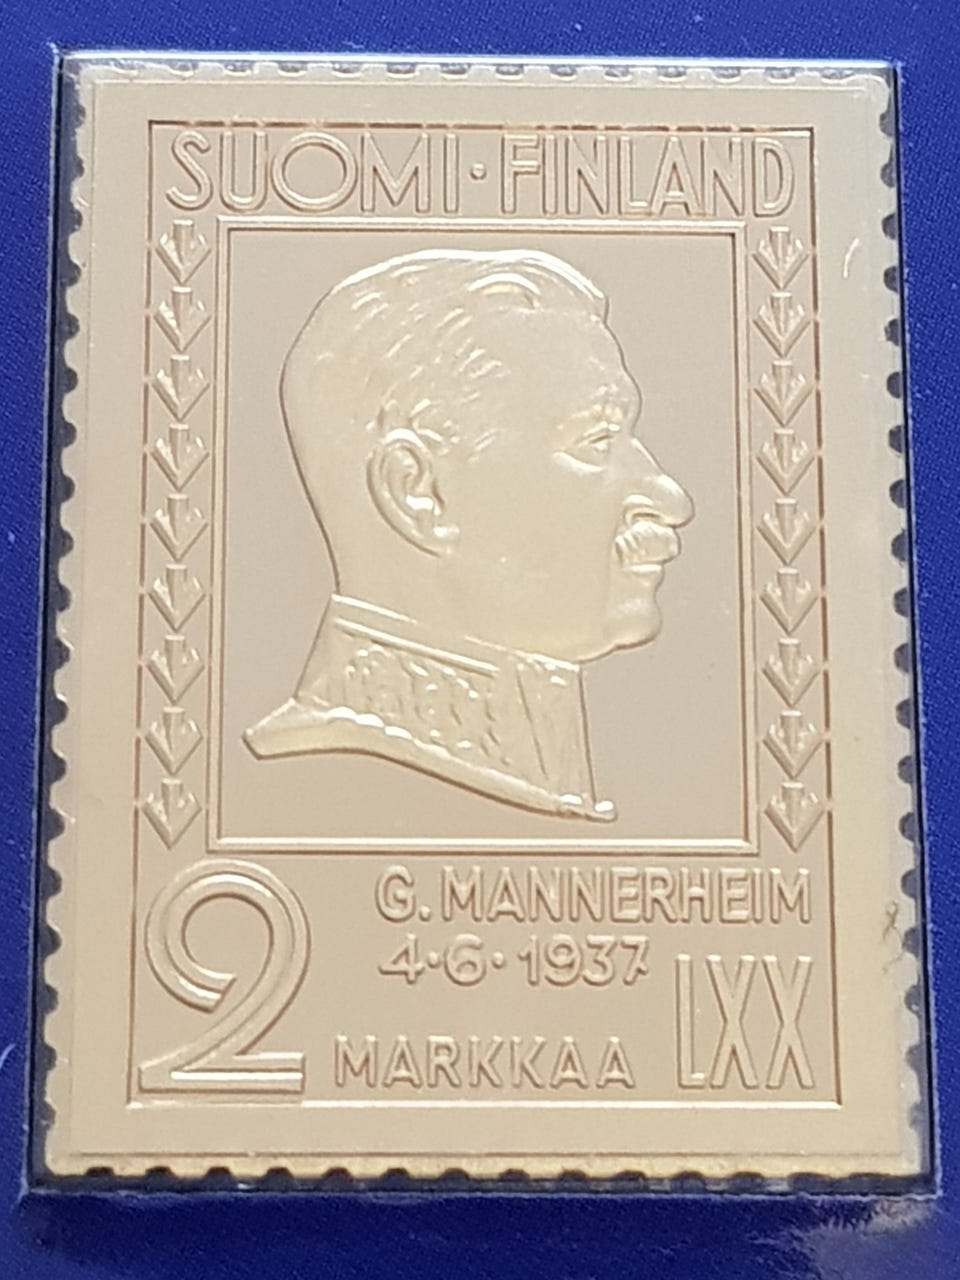 SUOMI·FINLAND
2
G. MANNERHEIM
4·6·1937
LXX
MARKKAA